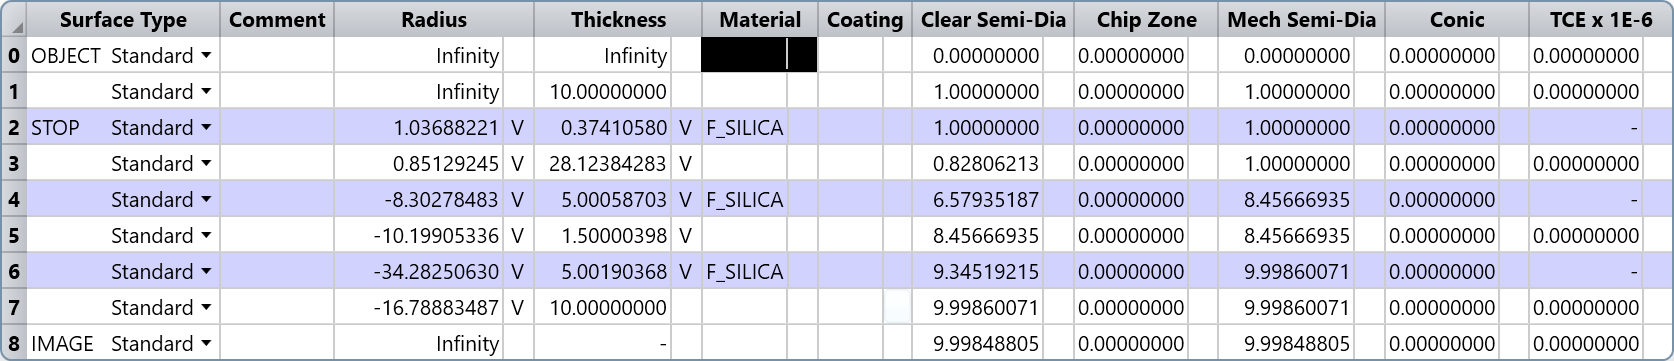 Surface Type Comment Radius Thickness Material Coating Clear Semi-Dia Chip Zone Mech Semi-Dia Conic TCE x 1E-6
0 OBJECT Standard Infinity Infinity 0.00000000 0.00000000 0.00000000 0.00000000 0.00000000
1 Standard Infinity 10.00000000 1.00000000 0.00000000 1.00000000 0.00000000 0.00000000
2 STOP Standard 1.03688221 V 0.37410580 V F_SILICA 1.00000000 0.00000000 1.00000000 0.00000000 -
3 Standard 0.85129245 V 28.12384283 V 0.82806213 0.00000000 1.00000000 0.00000000 0.00000000
4 Standard -8.30278483 V 5.00058703 V F_SILICA 6.57935187 0.00000000 8.45666935 0.00000000 -
5 Standard -10.19905336 V 1.50000398 V 8.45666935 0.00000000 8.45666935 0.00000000 0.00000000
6 Standard -34.28250630 V 5.00190368 V F_SILICA 9.34519215 0.00000000 9.99860071 0.00000000 -
7 Standard -16.78883487 V 10.00000000 9.99860071 0.00000000 9.99860071 0.00000000 0.00000000
8 IMAGE Standard Infinity - 9.99848805 0.00000000 9.99848805 0.00000000 0.00000000